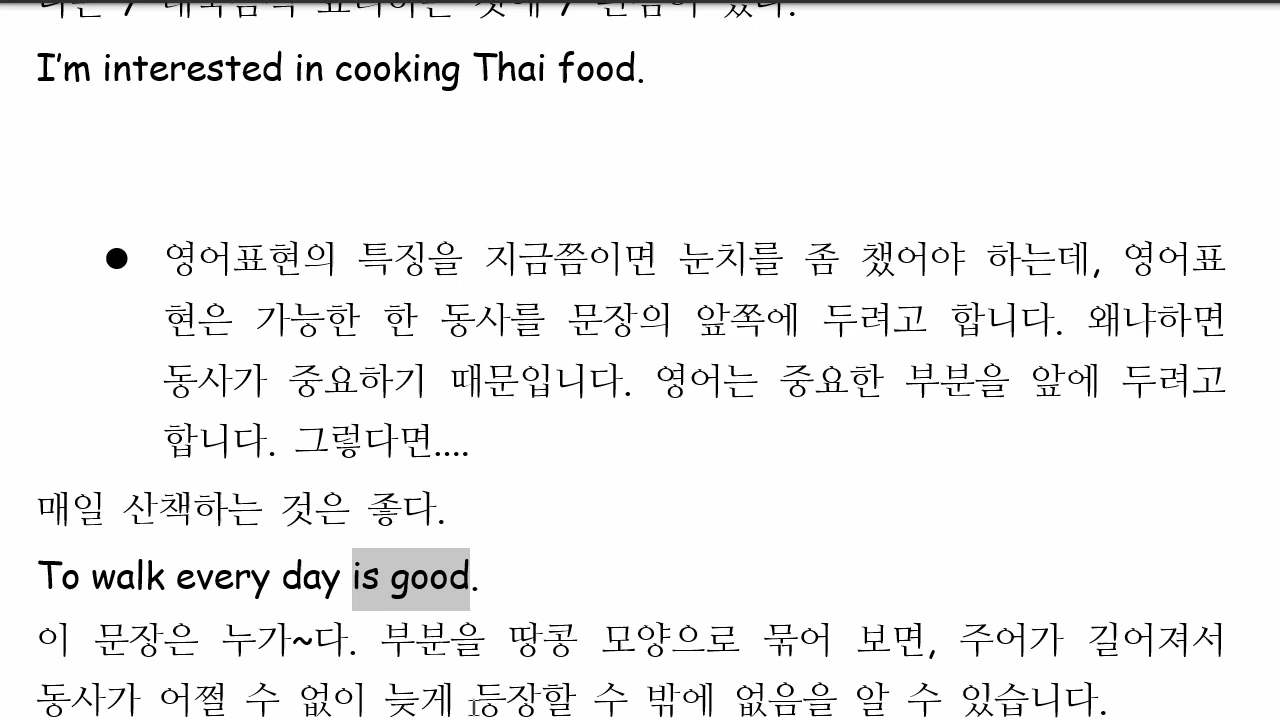 I'm interested in cooking Thai food.
● 영어표현의 특징을 지금쯤이면 눈치를 좀 챘어야 하는데, 영어표
현은 가능한 한 동사를 문장의 앞쪽에 두려고 합니다. 왜냐하면
동사가 중요하기 때문입니다. 영어는 중요한 부분을 앞에 두려고
합니다. 그렇다면....
매일 산책하는 것은 좋다.
To walk every day is good.
이 문장은 누가~다. 부분을 땅콩 모양으로 묶어 보면, 주어가 길어져서
동사가 어쩔 수 없이 늦게 등장할 수 밖에 없음을 알 수 있습니다.